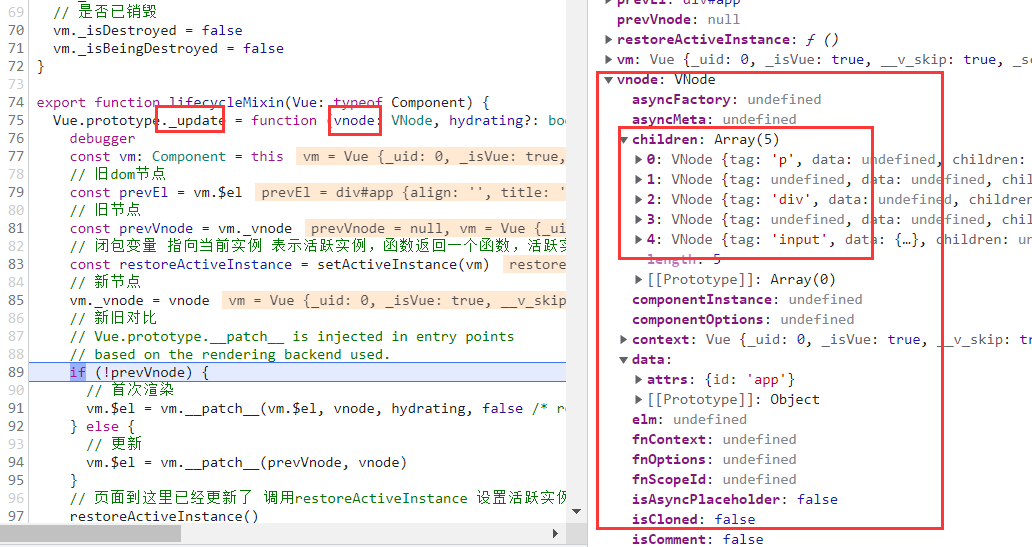 // 是否已销毁
70 vm._isDestroyed = false
71 vm._isBeingDestroyed = false
72 }
73
74 export function lifecycleMixin(Vue: typeof Component) {
75 Vue.prototype._update = function (vnode: VNode, hydrating?: boo
76 debugger
77 const vm: Component = this vm = Vue {_uid: 0, _isVue: true,
78 // 旧dom节点
79 const prevEl = vm.$el prevEl = div#app {align: '', title: '
80 // 旧节点
81 const prevVnode = vm._vnode prevVnode = null, vm = Vue {_ui
82 // 闭包变量 指向当前实例 表示活跃实例，函数返回一个函数，活跃实
83 const restoreActiveInstance = setActiveInstance(vm) restore
84 // 新节点
85 vm._vnode = vnode vm = Vue {_uid: 0, _isVue: true, __v_skip
86 // 新旧对比
87 // Vue.prototype.__patch__ is injected in entry points
88 // based on the rendering backend used.
89 if (!prevVnode) {
90 // 首次渲染
91 vm.$el = vm.__patch__(vm.$el, vnode, hydrating, false /* re
92 } else {
93 // 更新
94 vm.$el = vm.__patch__(prevVnode, vnode)
95 }
96 // 页面到这里已经更新了 调用restoreActiveInstance 设置活跃实例
97 restoreActiveInstance()
prevEl: div#app
prevVnode: null
restoreActiveInstance: ƒ ()
vm: Vue {_uid: 0, _isVue: true, __v_skip: true, _sc
vnode: VNode
asyncFactory: undefined
asyncMeta: undefined
children: Array(5)
0: VNode {tag: 'p', data: undefined, children:
1: VNode {tag: undefined, data: undefined, chi
2: VNode {tag: 'div', data: undefined, childre
3: VNode {tag: undefined, data: undefined, chi
4: VNode {tag: 'input', data: {…}, children: un
length: 5
[[Prototype]]: Array(0)
componentInstance: undefined
componentOptions: undefined
context: Vue {_uid: 0, _isVue: true, __v_skip: tr
data:
attrs: {id: 'app'}
[[Prototype]]: Object
elm: undefined
fnContext: undefined
fnOptions: undefined
fnScopeId: undefined
isAsyncPlaceholder: false
isCloned: false
isComment: false